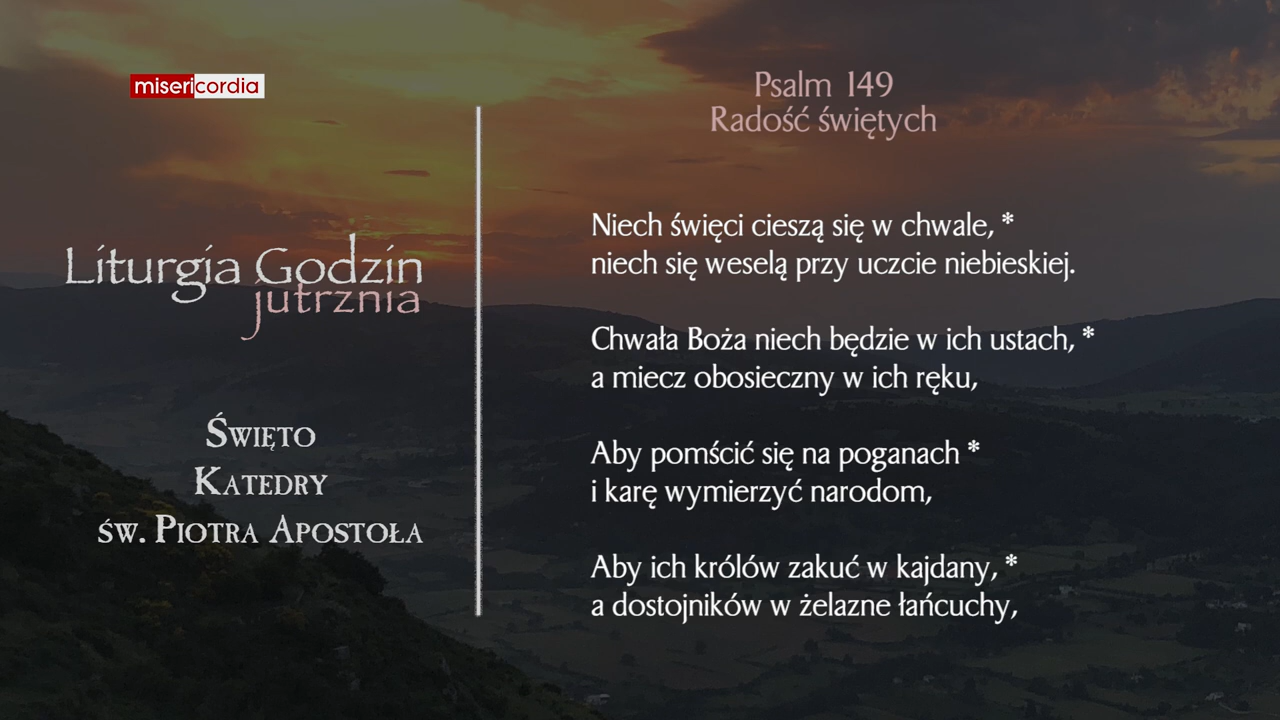 misericordia
Liturgia Godzin
jutrznia
Święto
Katedry
św. Piotra Apostoła
Psalm 149
Radość świętych
Niech święci cieszą się w chwale, *
niech się weselą przy uczcie niebieskiej.
Chwała Boża niech będzie w ich ustach, *
a miecz obosieczny w ich ręku,
Aby pomścić się na poganach *
i karę wymierzyć narodom,
Aby ich królów zakuć w kajdany, *
a dostojników w żelazne łańcuchy,